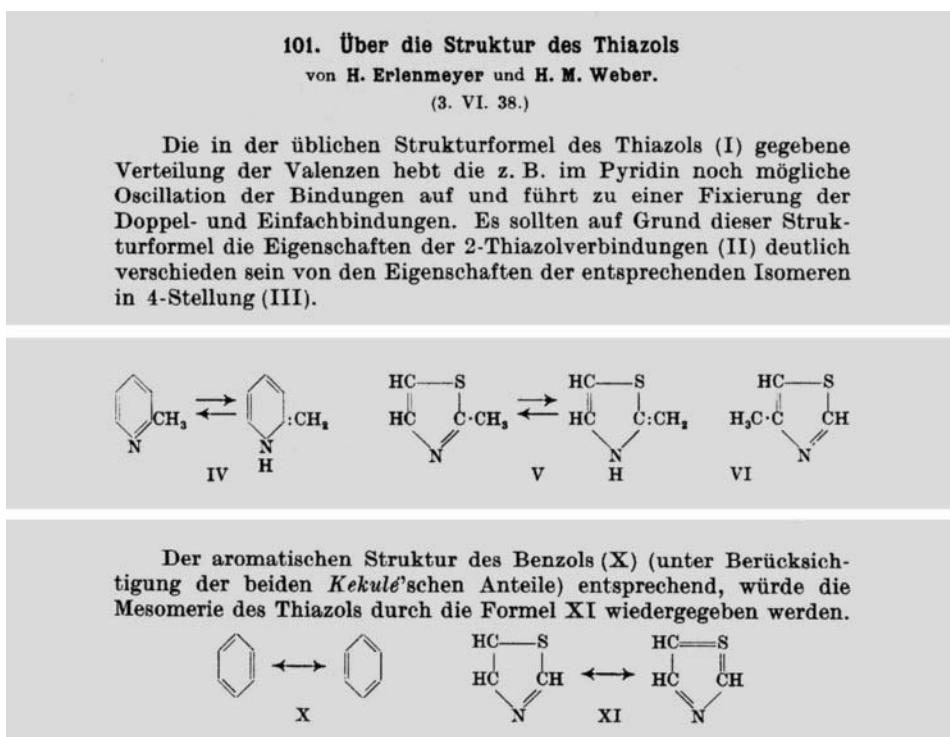 101. Über die Struktur des Thiazols
von H. Erlenmeyer und H. M. Weber.
(3. VI. 38.)
Die in der üblichen Strukturformel des Thiazols (I) gegebene
Verteilung der Valenzen hebt die z. B. im Pyridin noch mögliche
Oscillation der Bindungen auf und führt zu einer Fixierung der
Doppel- und Einfachbindungen. Es sollten auf Grund dieser Struk-
turformel die Eigenschaften der 2-Thiazolverbindungen (II) deutlich
verschieden sein von den Eigenschaften der entsprechenden Isomeren
in 4-Stellung (III).
HC S HC S HC S
CH₃ :CH₂ HC C·CH₃ HC C:CH₂ H₃C·C CH
N N N N N
H H
IV V VI
Der aromatischen Struktur des Benzols (X) (unter Berücksich-
tigung der beiden Kekulé'schen Anteile) entsprechend, würde die
Mesomerie des Thiazols durch die Formel XI wiedergegeben werden.
HC S HC S
HC CH HC CH
N N
X XI